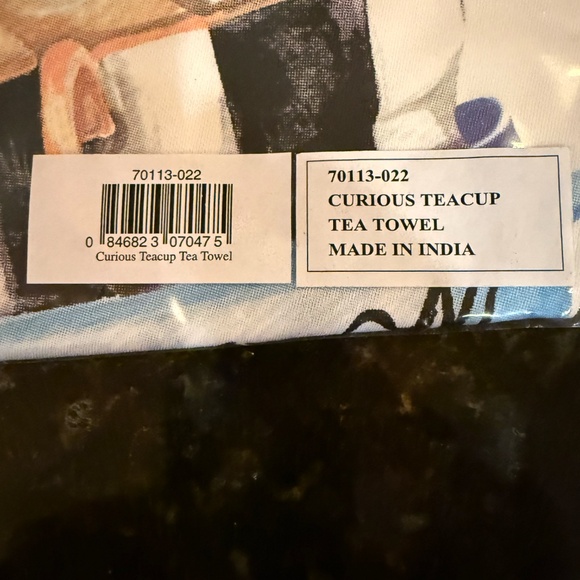 70113-022
0 84682 3 07047 5
Curious Teacup Tea Towel
70113-022
CURIOUS TEACUP
TEA TOWEL
MADE IN INDIA